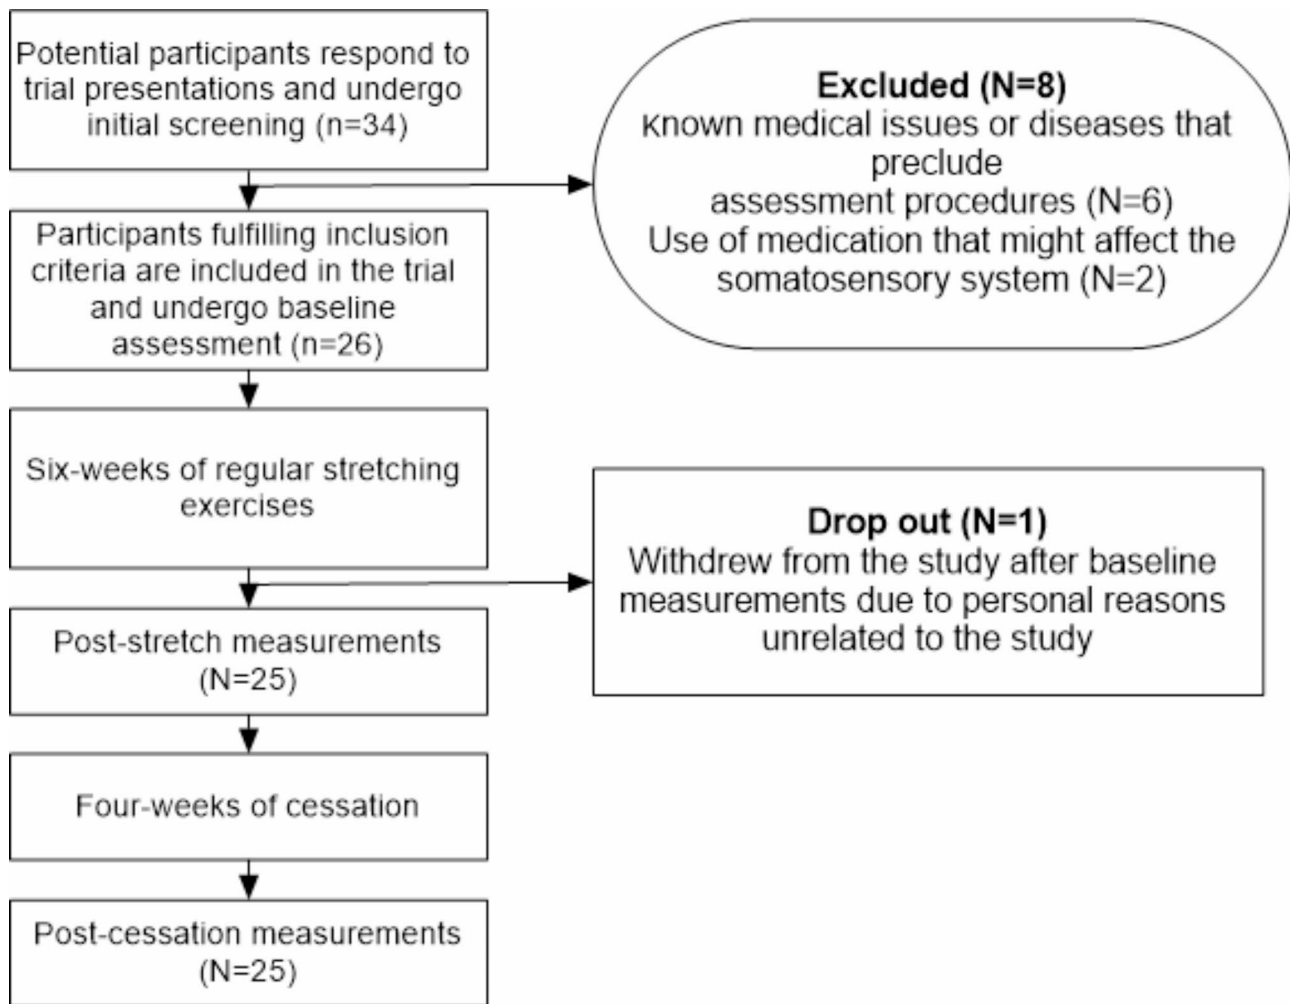 Potential participants respond to
trial presentations and undergo
initial screening (n=34)
Excluded (N=8)
Known medical issues or diseases that
preclude
assessment procedures (N=6)
Use of medication that might affect the
somatosensory system (N=2)
Participants fulfilling inclusion
criteria are included in the trial
and undergo baseline
assessment (n=26)
Six-weeks of regular stretching
exercises
Drop out (N=1)
Withdrew from the study after baseline
measurements due to personal reasons
unrelated to the study
Post-stretch measurements
(N=25)
Four-weeks of cessation
Post-cessation measurements
(N=25)